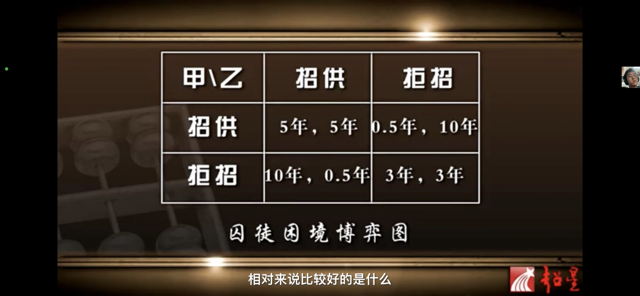 甲\乙 招供 拒招
招供 5年，5年 0.5年，10年
拒招 10年，0.5年 3年，3年
囚徒困境博弈图
超星
相对来说比较好的是什么